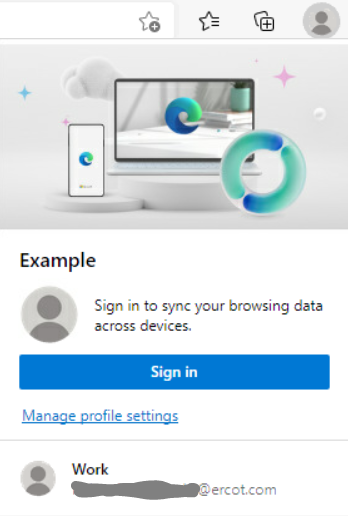 Example
Sign in to sync your browsing data
across devices.
Sign in
Manage profile settings
Work
@ercot.com